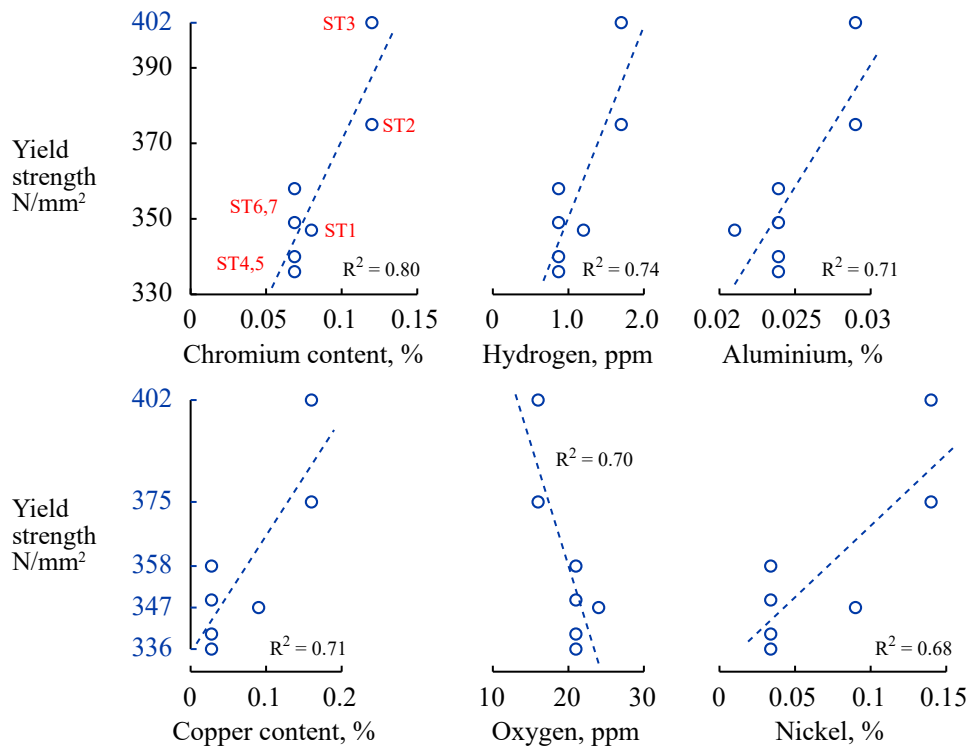 402
390
370
350
330
Yield
strength
N/mm²
ST3
ST2
ST6,7
ST1
ST4,5
R² = 0.80
R² = 0.74
R² = 0.71
0 0.05 0.1 0.15
Chromium content, %
0 1.0 2.0
Hydrogen, ppm
0.02 0.025 0.03
Aluminium, %
402
375
358
347
336
Yield
strength
N/mm²
R² = 0.71
R² = 0.70
R² = 0.68
0 0.1 0.2
Copper content, %
10 20 30
Oxygen, ppm
0 0.05 0.1 0.15
Nickel, %